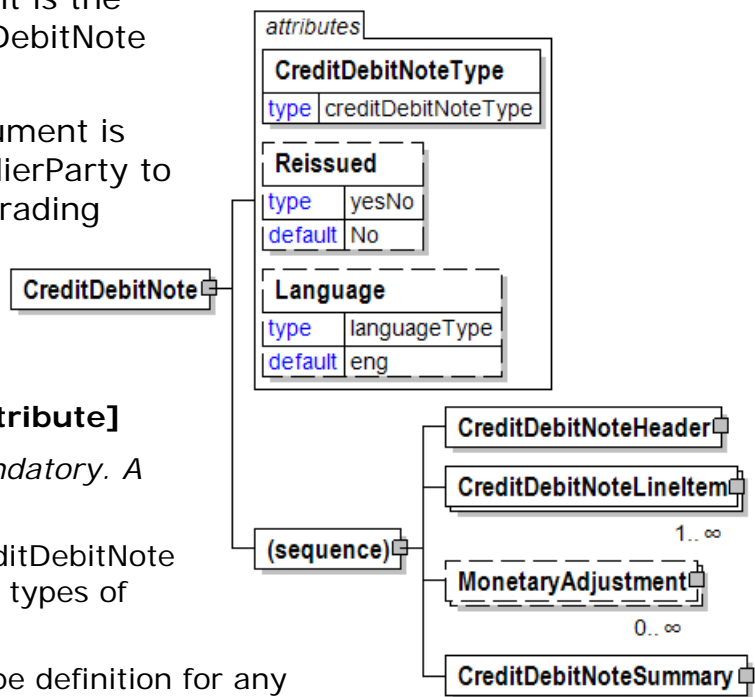 t is the
DebitNote
ument is
lierParty to
rading
tribute]
ndatory. A
ditDebitNote
types of
pe definition for any
attributes
CreditDebitNoteType
type creditDebitNoteType
Reissued
type yesNo
default No
Language
type languageType
default eng
CreditDebitNote
(sequence)
CreditDebitNoteHeader
CreditDebitNoteLineItem
1.. ∞
MonetaryAdjustment
0.. ∞
CreditDebitNoteSummary